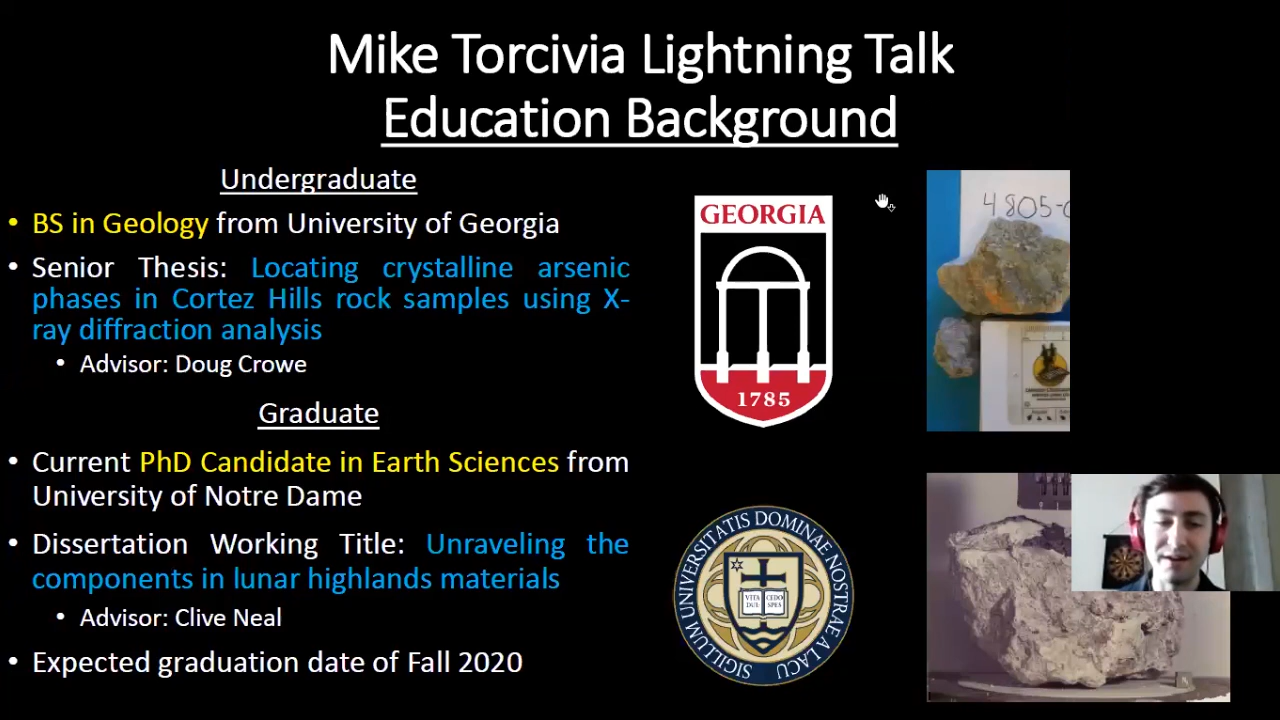 Mike Torcivia Lightning Talk
Education Background
Undergraduate
• BS in Geology from University of Georgia
• Senior Thesis: Locating crystalline arsenic
phases in Cortez Hills rock samples using X-
ray diffraction analysis
• Advisor: Doug Crowe
Graduate
• Current PhD Candidate in Earth Sciences from
University of Notre Dame
• Dissertation Working Title: Unraveling the
components in lunar highlands materials
• Advisor: Clive Neal
• Expected graduation date of Fall 2020
GEORGIA
1785
4805-
SIGILLUM UNIVERSITATIS DOMINAE NOSTRAE A LACU
VITA CEDO
DUL SPES